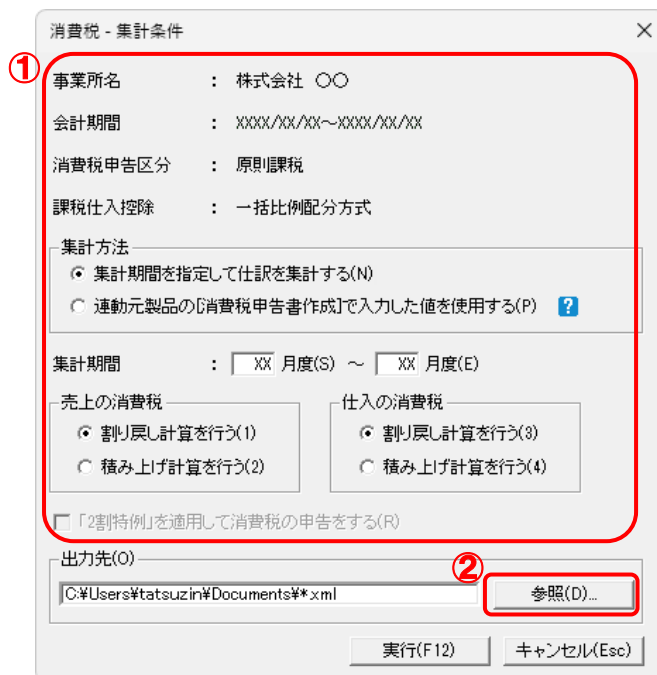 消費税 - 集計条件
①
事業所名 ： 株式会社 〇〇
会計期間 ： XXXX/XX/XX～XXXX/XX/XX
消費税申告区分 ： 原則課税
課税仕入控除 ： 一括比例配分方式
集計方法
集計期間を指定して仕訳を集計する(N)
連動元製品の[消費税申告書作成]で入力した値を使用する(P) ?
集計期間 ： XX 月度(S) ～ XX 月度(E)
売上の消費税
割り戻し計算を行う(1)
積み上げ計算を行う(2)
仕入の消費税
割り戻し計算を行う(3)
積み上げ計算を行う(4)
「2割特例」を適用して消費税の申告をする(R)
出力先(O)
②
C:¥Users¥tatsuzin¥Documents¥*.xml 参照(D)...
実行(F12) キャンセル(Esc)